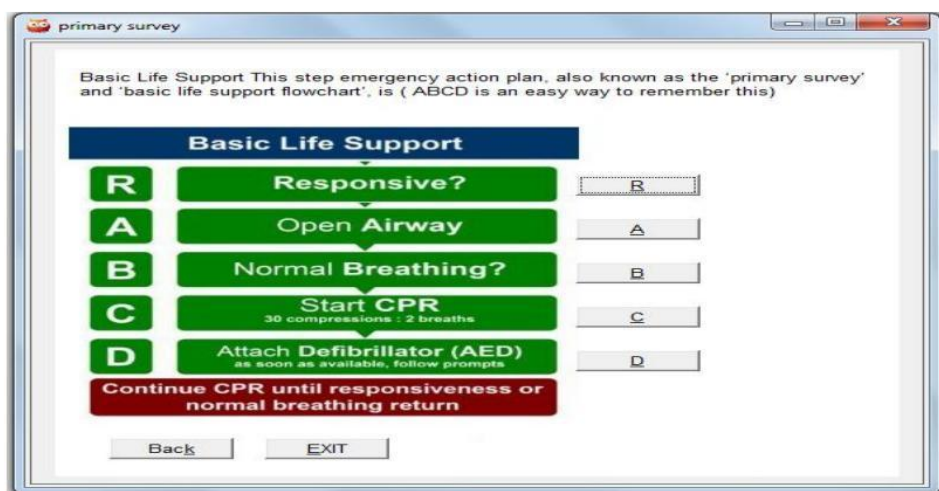 primary survey
Basic Life Support This step emergency action plan, also known as the 'primary survey'
and 'basic life support flowchart', is ( ABCD is an easy way to remember this)
Basic Life Support
R Responsive? R
A Open Airway A
B Normal Breathing? B
C Start CPR C
30 compressions : 2 breaths
D Attach Defibrillator (AED) D
as soon as available, follow prompts
Continue CPR until responsiveness or
normal breathing return
Back EXIT